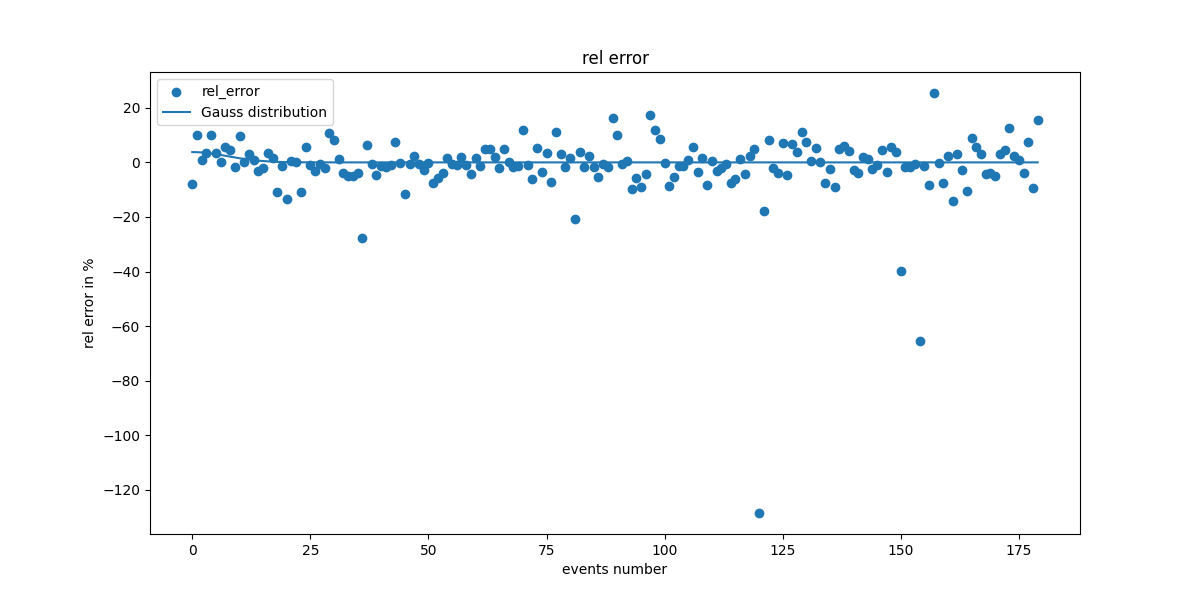 rel error
rel_error
Gauss distribution
20
0
−20
−40
−60
−80
−100
−120
rel error in %
0 25 50 75 100 125 150 175
events number